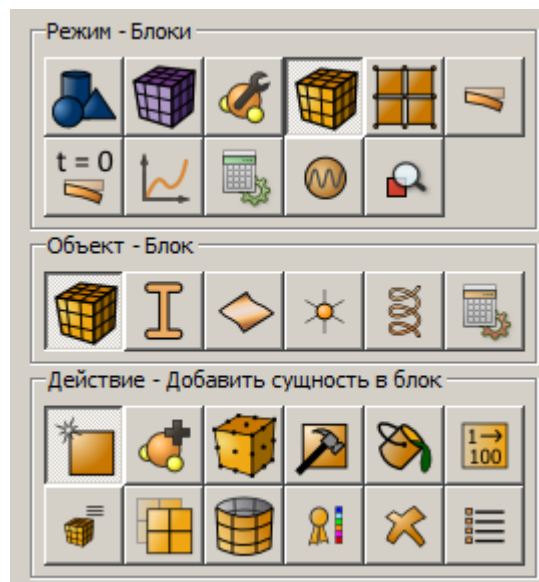 Режим - Блоки
t = 0
Объект - Блок
Действие - Добавить сущность в блок
1→
100